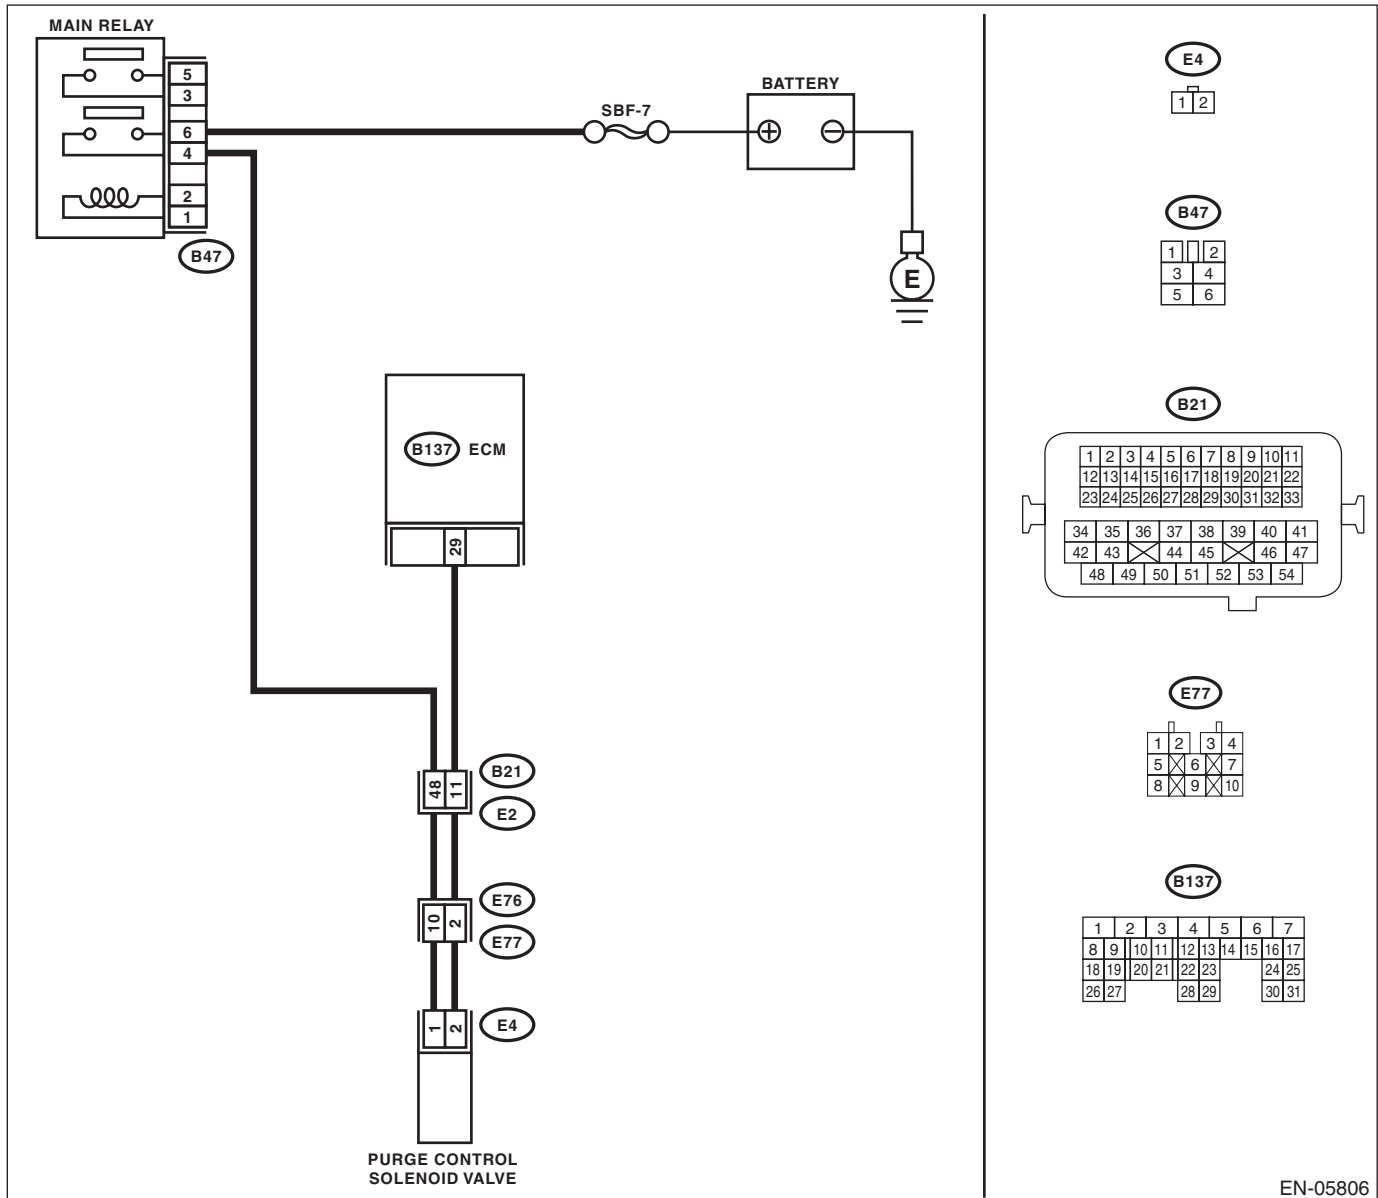 MAIN RELAY
5
3
6
4
2
1
B47
SBF-7
BATTERY
+ −
E
B137 ECM
29
48 11
B21
E2
10 2
E76
E77
1 2
E4
PURGE CONTROL
SOLENOID VALVE
E4
1 2
B47
1 2
3 4
5 6
B21
1 2 3 4 5 6 7 8 9 10 11
12 13 14 15 16 17 18 19 20 21 22
23 24 25 26 27 28 29 30 31 32 33
34 35 36 37 38 39 40 41
42 43 44 45 46 47
48 49 50 51 52 53 54
E77
1 2 3 4
5 6 7
8 9 10
B137
1 2 3 4 5 6 7
8 9 10 11 12 13 14 15 16 17
18 19 20 21 22 23 24 25
26 27 28 29 30 31
EN-05806